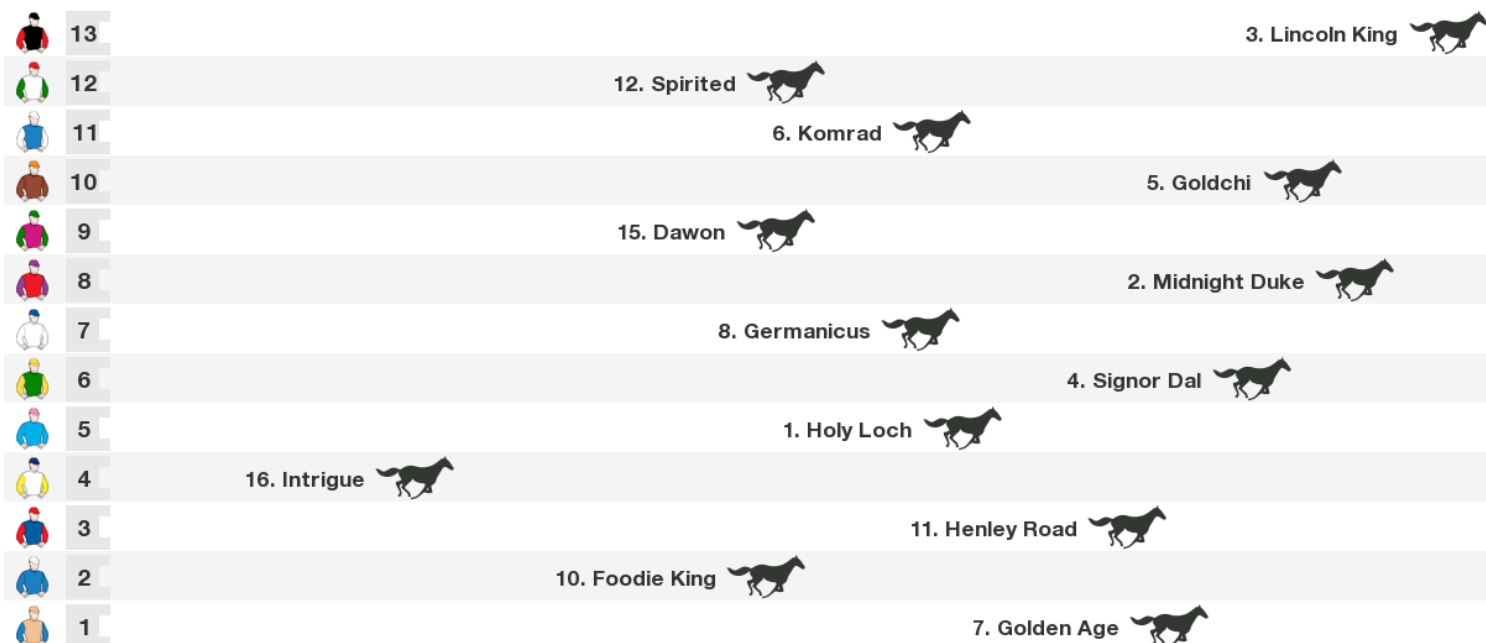 13 3. Lincoln King
12 12. Spirited
11 6. Komrad
10 5. Goldchi
9 15. Dawon
8 2. Midnight Duke
7 8. Germanicus
6 4. Signor Dal
5 1. Holy Loch
4 16. Intrigue
3 11. Henley Road
2 10. Foodie King
1 7. Golden Age